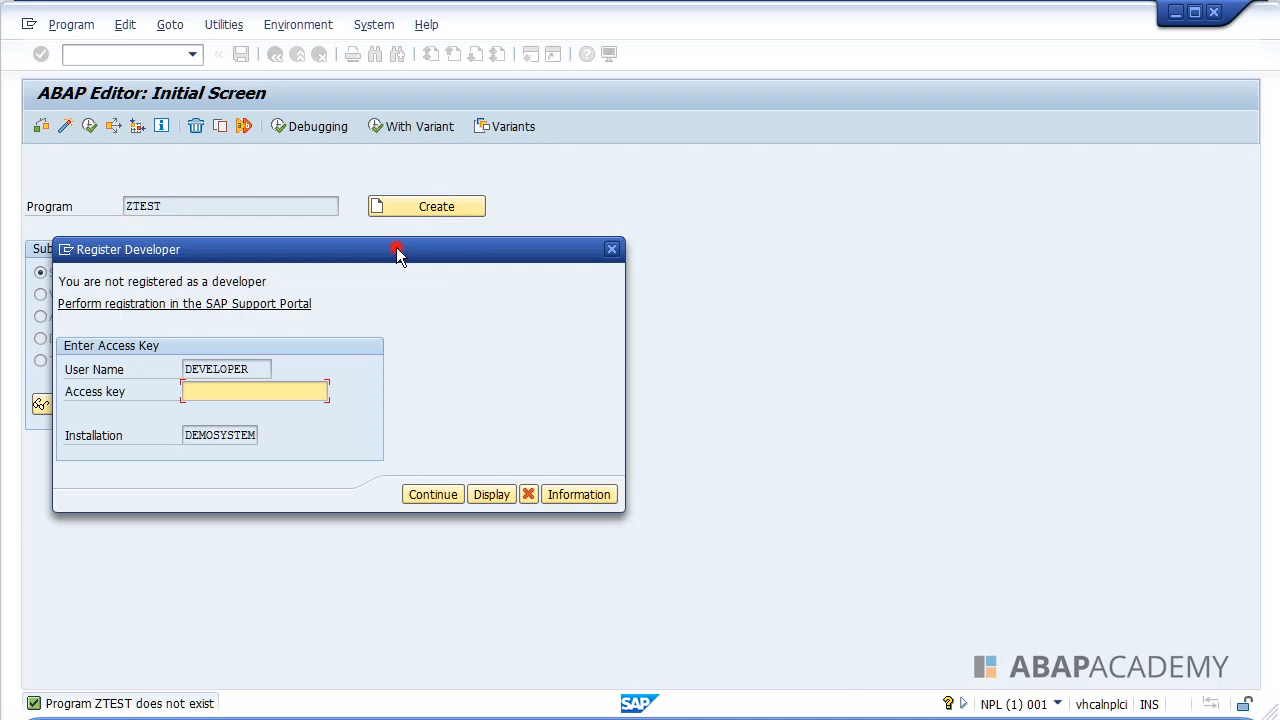 Program Edit Goto Utilities Environment System Help
ABAP Editor: Initial Screen
Debugging With Variant Variants
Program ZTEST Create
Sub
Register Developer
You are not registered as a developer
Perform registration in the SAP Support Portal
Enter Access Key
User Name DEVELOPER
Access key
Installation DEMOSYSTEM
Continue Display Information
ABAPACADEMY
Program ZTEST does not exist
SAP
NPL (1) 001 vhcalnplci INS